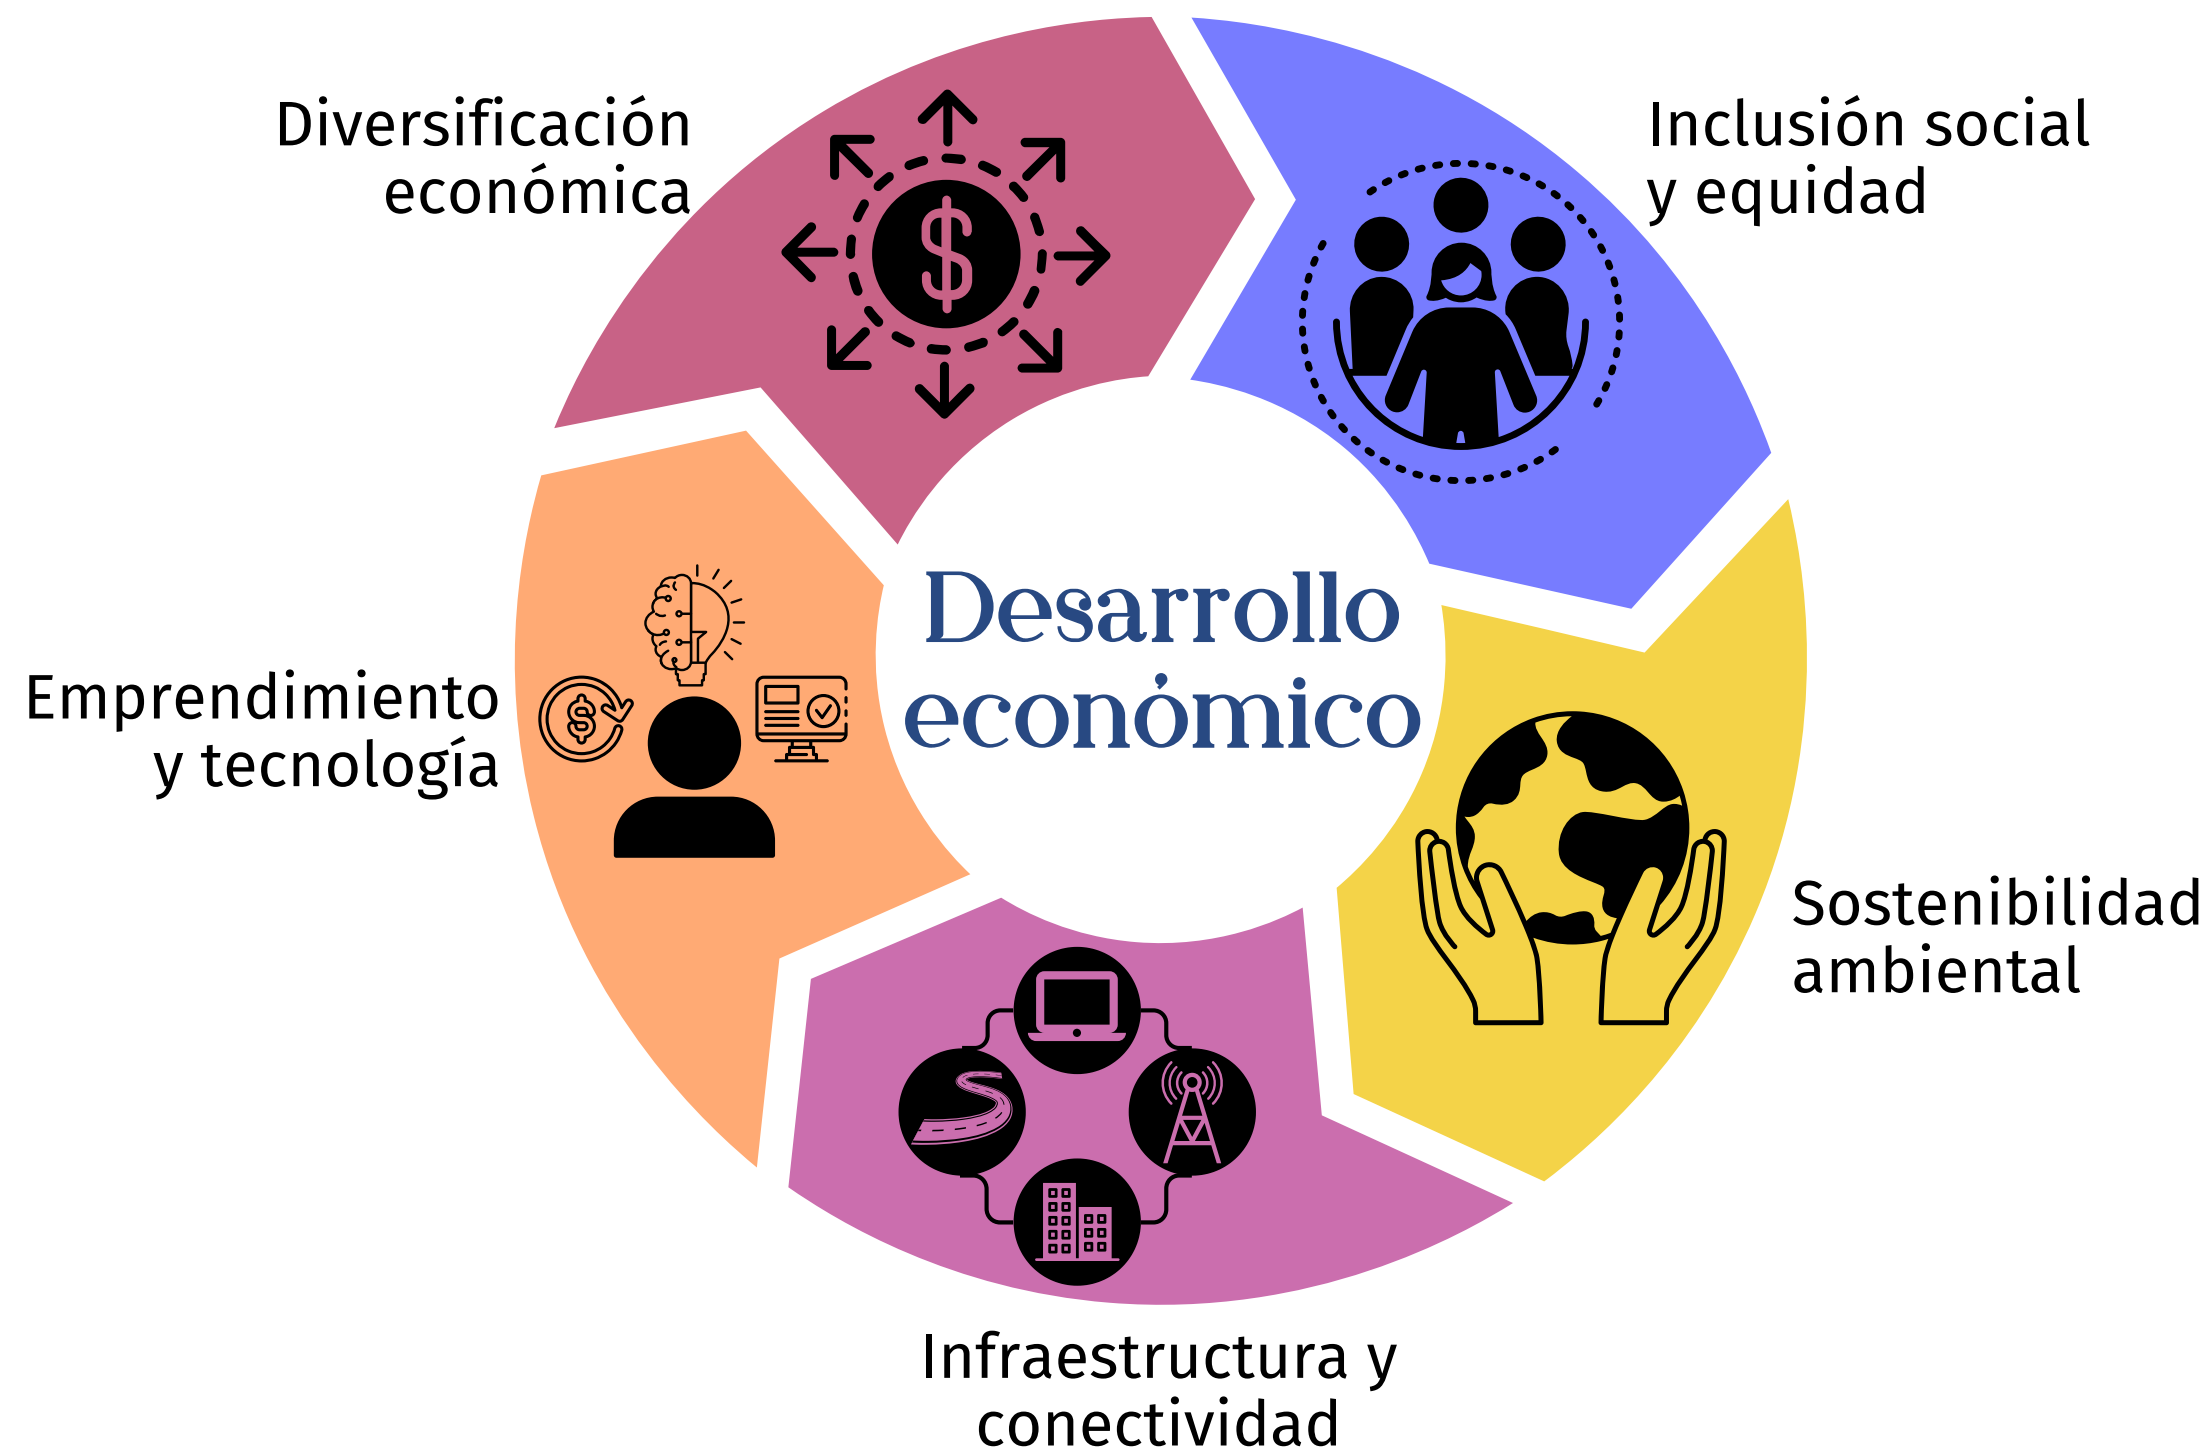 Diversificación
económica
Inclusión social
y equidad
Desarrollo
económico
Emprendimiento
y tecnología
Sostenibilidad
ambiental
Infraestructura y
conectividad